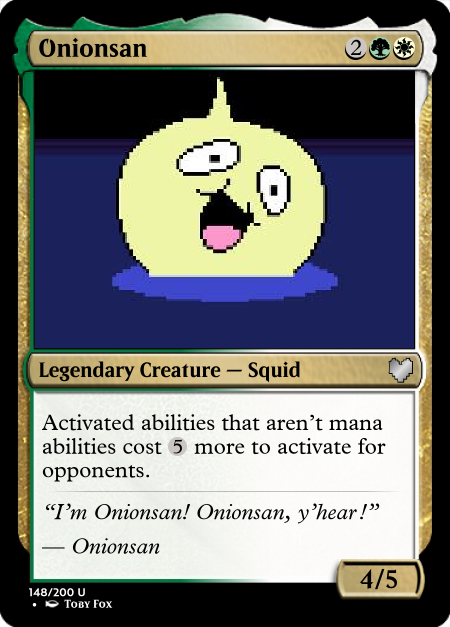 Onionsan 2
Legendary Creature — Squid
Activated abilities that aren't mana
abilities cost 5 more to activate for
opponents.
“I'm Onionsan! Onionsan, y'hear!”
— Onionsan
4/5
148/200 U
• Toby Fox